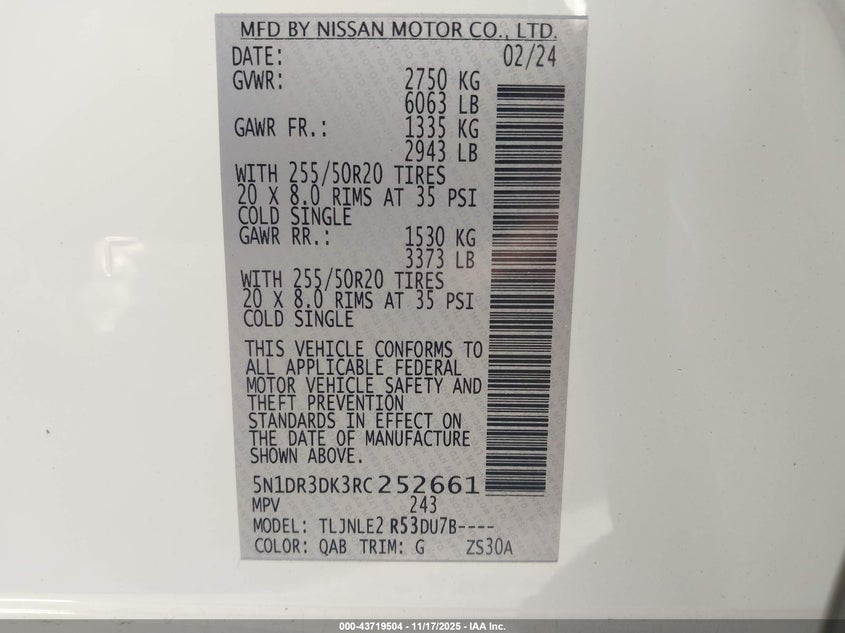 MFD BY NISSAN MOTOR CO., LTD.
DATE: 02/24
GVWR: 2750 KG
6063 LB
GAWR FR.: 1335 KG
2943 LB
WITH 255/50R20 TIRES
20 X 8.0 RIMS AT 35 PSI
COLD SINGLE
GAWR RR.: 1530 KG
3373 LB
WITH 255/50R20 TIRES
20 X 8.0 RIMS AT 35 PSI
COLD SINGLE
THIS VEHICLE CONFORMS TO
ALL APPLICABLE FEDERAL
MOTOR VEHICLE SAFETY AND
THEFT PREVENTION
STANDARDS IN EFFECT ON
THE DATE OF MANUFACTURE
SHOWN ABOVE.
5N1DR3DK3RC252661
MPV 243
MODEL: TLJNLE2 R53DU7B----
COLOR: QAB TRIM: G ZS30A
000-43719504 - 11/17/2025 - IAA Inc.